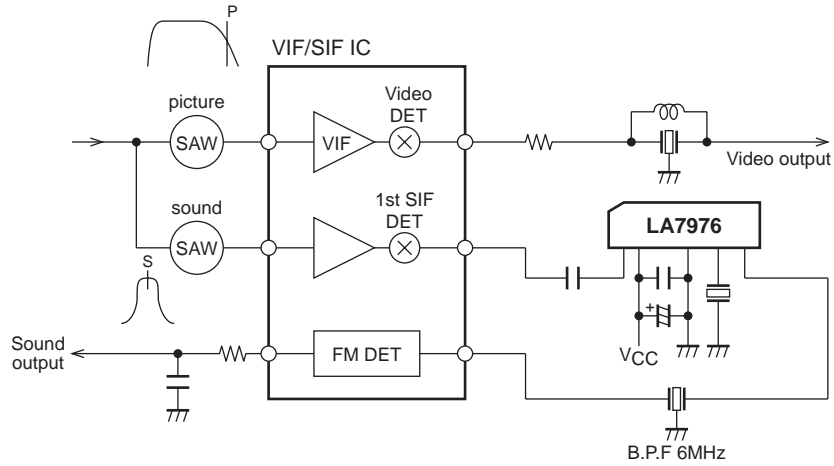 P
VIF/SIF IC
picture
SAW
VIF
Video
DET
Video output
sound
SAW
1st SIF
DET
LA7976
S
Sound
output
FM DET
+
VCC
B.P.F 6MHz